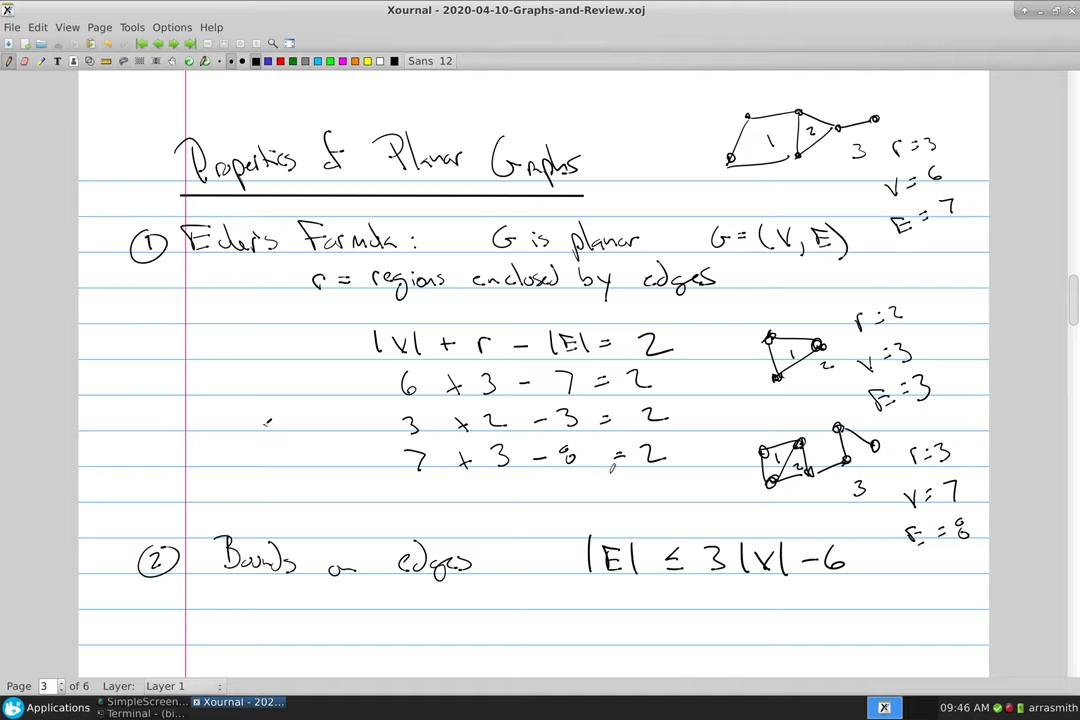 Xournal - 2020-04-10-Graphs-and-Review.xoj
File Edit View Page Tools Options Help
Sans 12
Properties of Planar Graphs
1 2 3 r=3
V=6
E=7
① Euler's Formula: G is planar G=(V,E)
r = regions enclosed by edges
|V| + r - |E| = 2
6 + 3 - 7 = 2
3 + 2 - 3 = 2
7 + 3 - 8 = 2
1 2 r=2
V=3
E=3
1 2 3 r=3
V=7
E=8
② Bounds on edges |E| ≤ 3|V| - 6
Page 3 of 6 Layer: Layer 1
Applications SimpleScreen... Xournal - 202...
Terminal - (bi...
09:46 AM arrasmith